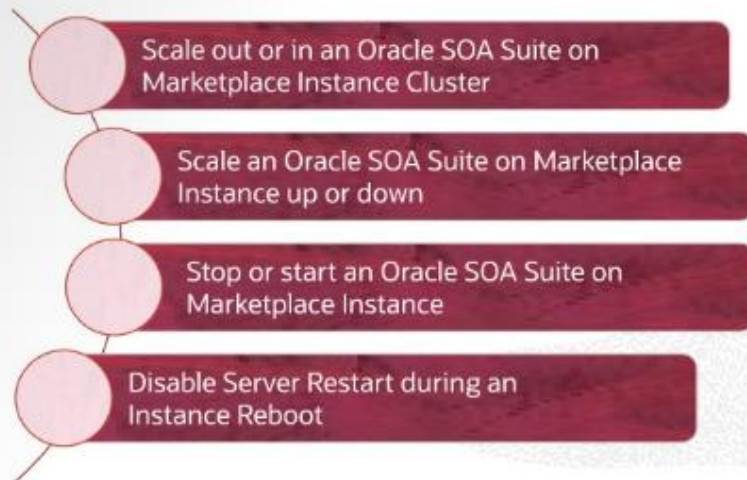 Scale out or in an Oracle SOA Suite on
Marketplace Instance Cluster
Scale an Oracle SOA Suite on Marketplace
Instance up or down
Stop or start an Oracle SOA Suite on
Marketplace Instance
Disable Server Restart during an
Instance Reboot